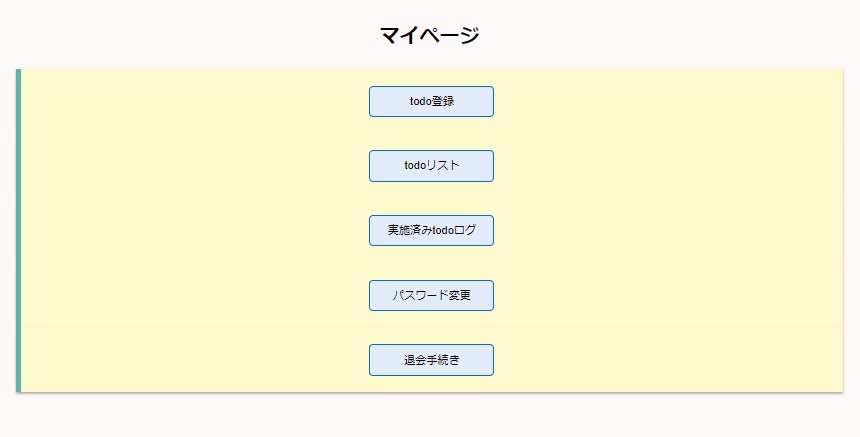 マイページ
todo登録
todoリスト
実施済みtodoログ
パスワード変更
退会手続き